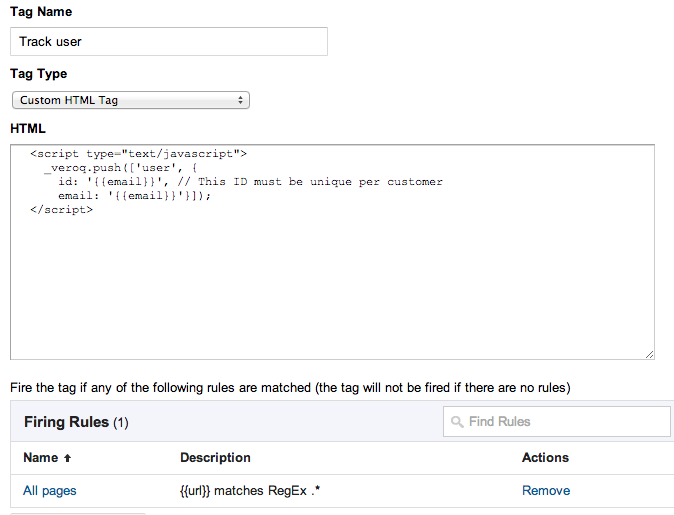 Tag Name
Track user
Tag Type
Custom HTML Tag
HTML
<script type="text/javascript">
_veroq.push(['user', {
id: '{{email}}', // This ID must be unique per customer
email: '{{email}}'}]);
</script>
Fire the tag if any of the following rules are matched (the tag will not be fired if there are no rules)
Firing Rules (1) Find Rules
Name Description Actions
All pages {{url}} matches RegEx .* Remove